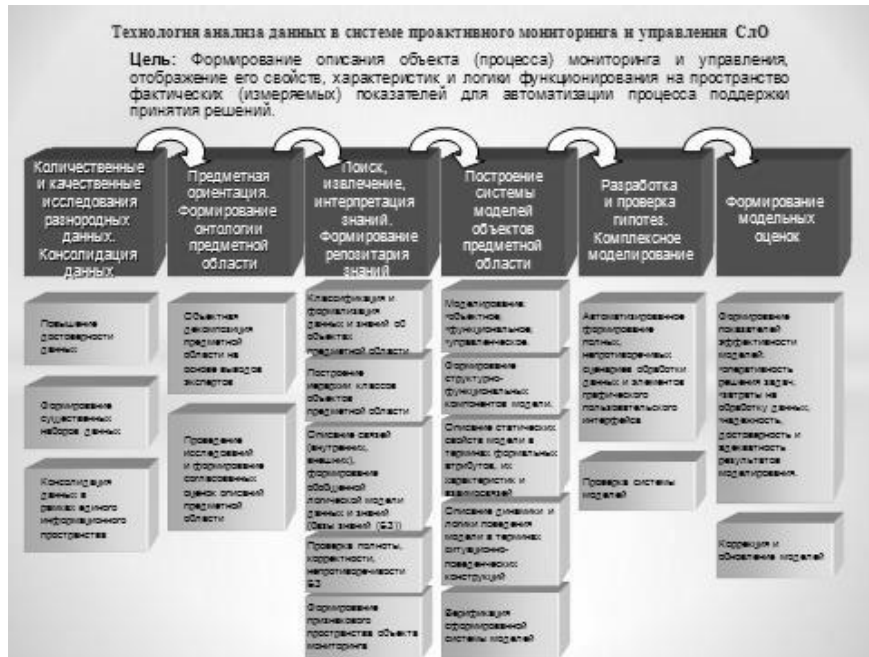 Технология анализа данных в системе проактивного мониторинга и управления СлО
Цель: Формирование описания объекта (процесса) мониторинга и управления,
отображение его свойств, характеристик и логики функционирования на пространство
фактических (измеряемых) показателей для автоматизации процесса поддержки
принятия решений.
Количественные
и качественные
исследования
разнородных
данных.
Консолидация
данных
Предметная
ориентация.
Формирование
онтологии
предметной
области
Поиск,
извлечение,
интерпретация
знаний.
Формирование
репозитария
знаний
Построение
системы
моделей
объектов
предметной
области
Разработка
и проверка
гипотез.
Комплексное
моделирование
Формирование
модельных
оценок
Повышение
достоверности
данных
Формирование
существенных
наборов данных
Консолидация
данных в
рамках единого
информационного
пространства
Объектная
декомпозиция
предметной
области на
основе выводов
экспертов
Проведение
исследований
и формирование
согласованных
оценок описаний
предметной
области
Классификация и
формализация
данных и знаний об
объектах
предметной области
Построение
иерархии классов
объектов
предметной области
Описание связей
(внутренних,
внешних),
формирование
обобщенной
логической модели
данных и знаний
(базы знаний (БЗ))
Проверка полноты,
корректности,
непротиворечивости
БЗ
Формирование
признакового
пространства объекта
мониторинга
Моделирование:
*объектное,
*функциональное,
*управленческое.
Формирование
структурно-
функциональных
компонентов модели.
Описание статических
свойств модели в
терминах формальных
атрибутов, их
характеристик и
взаимосвязей
Описание динамики и
логики поведения
модели в терминах
ситуационно-
поведенческих
конструкций
Верификация
сформированной
системы моделей
Автоматизированное
формирование
полных,
непротиворечивых
сценариев обработки
данных и элементов
графического
пользовательского
интерфейса
Проверка системы
моделей
Формирование
показателей
эффективности
моделей:
*оперативность
решения задач,
*затраты на
обработку данных,
*надежность,
достоверность и
адекватность
результатов
моделирования.
Коррекция и
обновление моделей